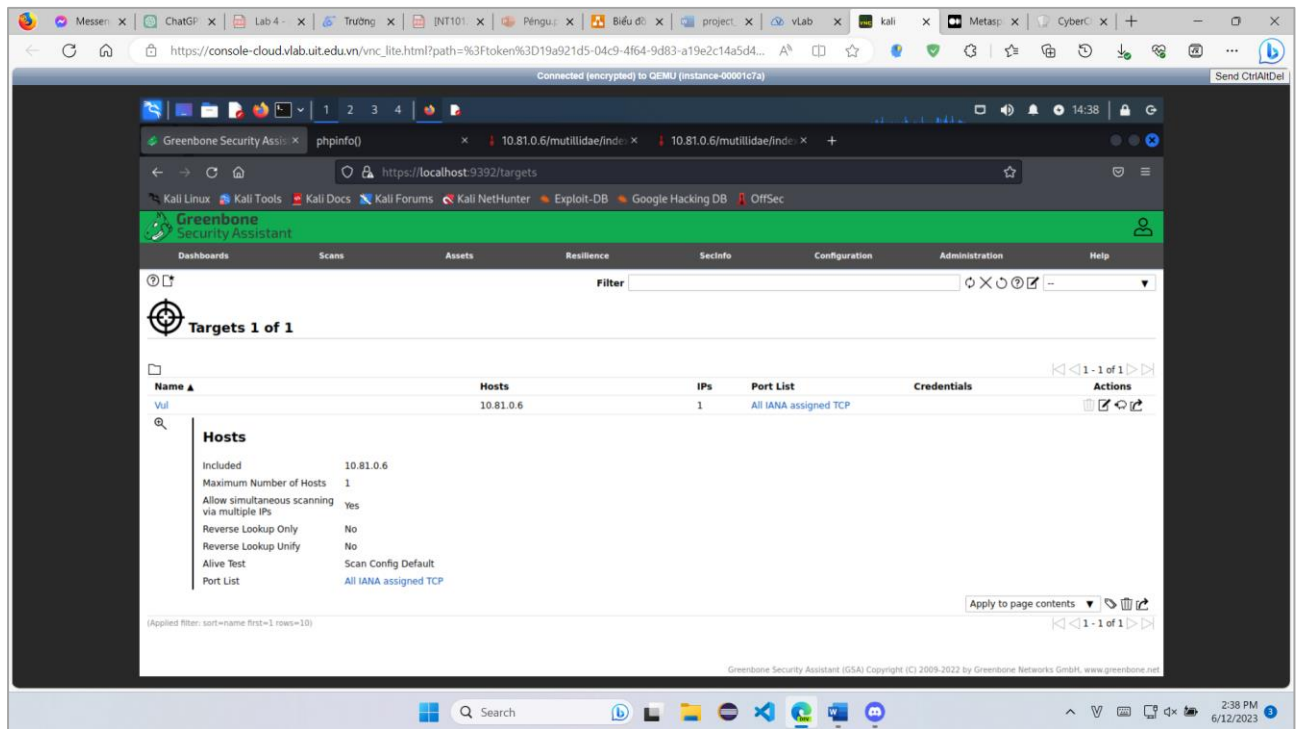 Messen
ChatGP
Lab 4 -
Trường
[NT101
Péngu
Biểu đồ
project
vLab
kali
Metasp
CyberC
https://console-cloud.vlab.uit.edu.vn/vnc_lite.html?path=%3Ftoken%3D19a921d5-04c9-4f64-9d83-a19e2c14a5d4...
Connected (encrypted) to QEMU (instance-00001c7a)
Send CtrlAltDel
1 2 3 4
14:38
Greenbone Security Assis
phpinfo()
10.81.0.6/mutillidae/index
10.81.0.6/mutillidae/index
https://localhost:9392/targets
Kali Linux
Kali Tools
Kali Docs
Kali Forums
Kali NetHunter
Exploit-DB
Google Hacking DB
OffSec
Greenbone
Security Assistant
Dashboards
Scans
Assets
Resilience
SecInfo
Configuration
Administration
Help
Filter
--
Targets 1 of 1
1 - 1 of 1
Name ▲ Hosts IPs Port List Credentials Actions
Vul 10.81.0.6 1 All IANA assigned TCP
Hosts
Included 10.81.0.6
Maximum Number of Hosts 1
Allow simultaneous scanning
via multiple IPs
Yes
Reverse Lookup Only No
Reverse Lookup Unify No
Alive Test Scan Config Default
Port List All IANA assigned TCP
Apply to page contents ▼
(Applied filter: sort=name first=1 rows=10)
1 - 1 of 1
Greenbone Security Assistant (GSA) Copyright (C) 2009-2022 by Greenbone Networks GmbH, www.greenbone.net
Search
2:38 PM
6/12/2023
3